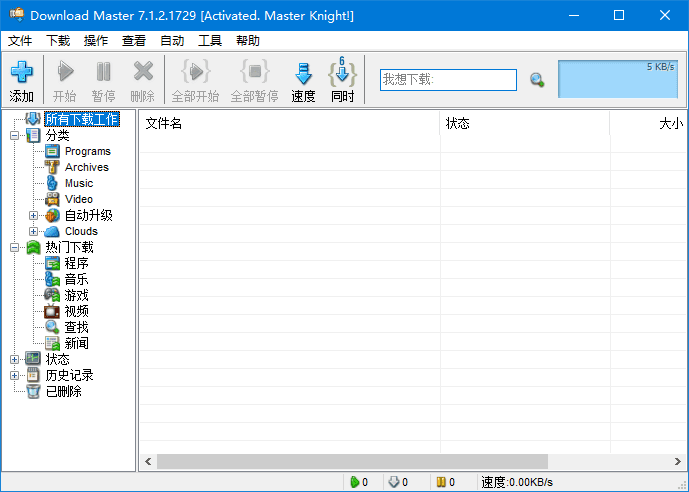 Download Master 7.1.2.1729 [Activated. Master Knight!]
文件 下载 操作 查看 自动 工具 帮助
添加 开始 暂停 删除 全部开始 全部暂停 速度 6 同时 我想下载: 5 KB/s
所有下载工作
分类
Programs
Archives
Music
Video
自动升级
Clouds
热门下载
程序
音乐
游戏
视频
查找
新闻
状态
历史记录
已删除
文件名 状态 大小
0 0 0 速度:0.00KB/s